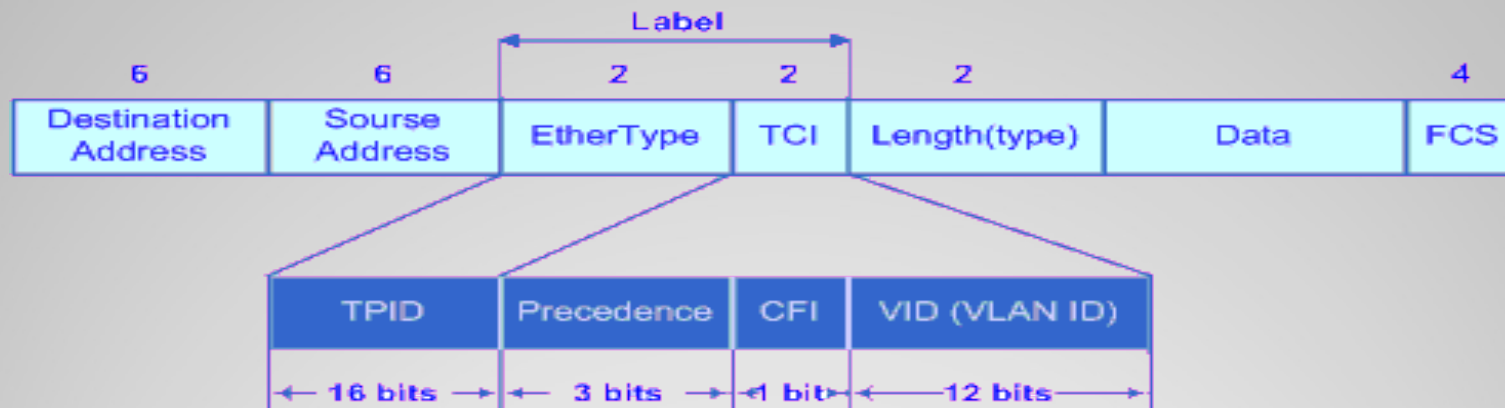 Label
6 6 2 2 2 4
Destination Address
Sourse Address
EtherType
TCI
Length(type)
Data
FCS
TPID
Precedence
CFI
VID (VLAN ID)
16 bits
3 bits
1 bit
12 bits